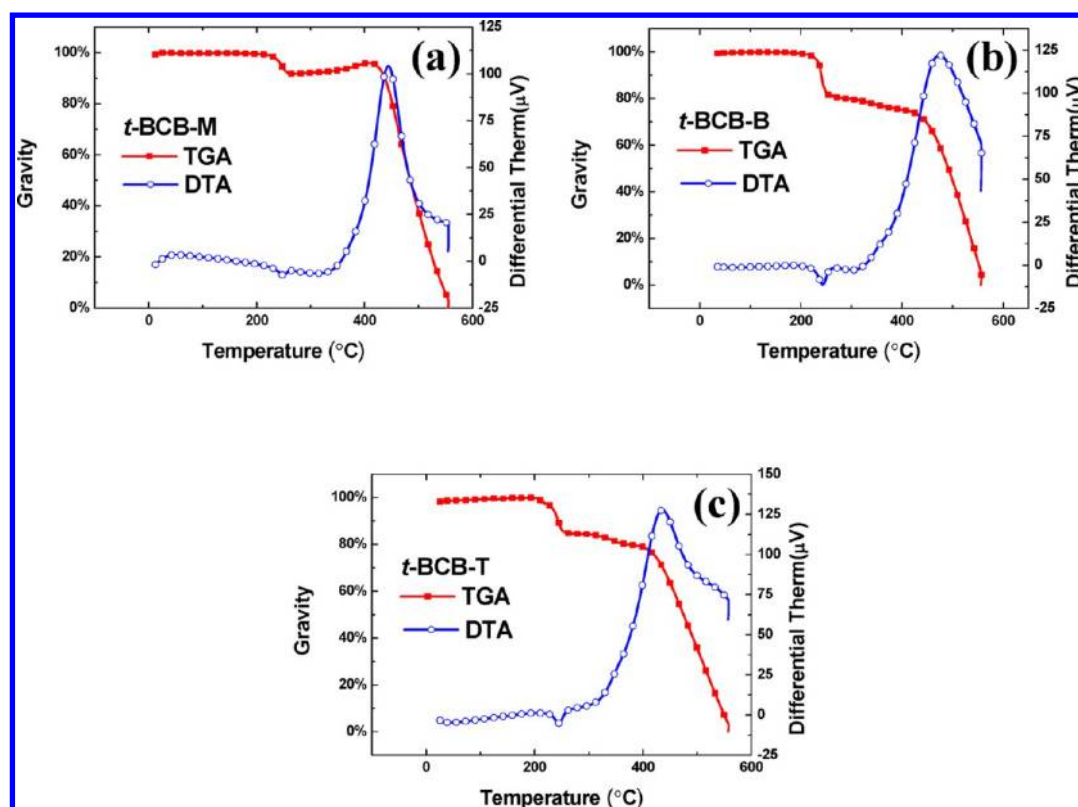 (a)
t-BCB-M
TGA
DTA
Gravity
100%
80%
60%
40%
20%
0%
Differential Therm(μV)
125
100
75
50
25
0
-25
0 200 400 600
Temperature (°C)
(b)
t-BCB-B
TGA
DTA
Gravity
100%
80%
60%
40%
20%
0%
Differential Therm(μV)
125
100
75
50
25
0
-25
0 200 400 600
Temperature (°C)
(c)
t-BCB-T
TGA
DTA
Gravity
100%
80%
60%
40%
20%
0%
Differential Therm(μV)
150
125
100
75
50
25
0
-25
0 200 400 600
Temperature (°C)